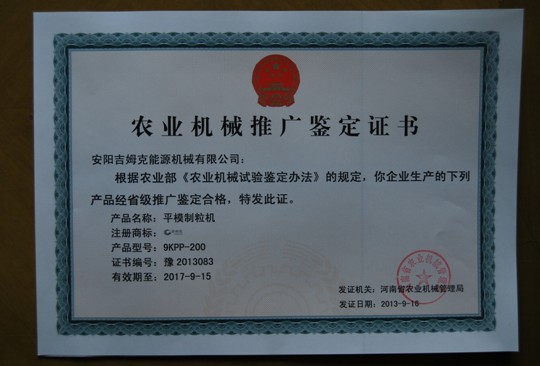 农业机械推广鉴定证书
安阳吉姆克能源机械有限公司：
根据农业部《农业机械试验鉴定办法》的规定，你企业生产的下列
产品经省级推广鉴定合格，特发此证。
产品名称：平模制粒机
注册商标：
产品型号：9KPP-200
证书编号：豫 2013083
有效期至：2017-9-15
发证机关：河南省农业机械管理局
发证日期：2013-9-16